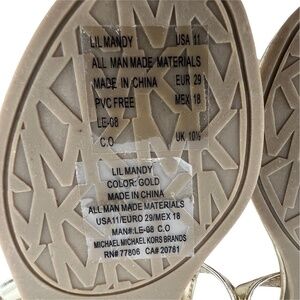 LIL MANDY USA 11
ALL MAN MADE MATERIALS
MADE IN CHINA EUR 29
PVC FREE MEX 18
LE-08
C.O UK 10½
LIL MANDY
COLOR: GOLD
MADE IN CHINA
ALL MAN MADE MATERIALS
USA11/EURO 29/MEX 18
MAN#:LE-08 C.O
MICHAEL MICHAEL KORS BRANDS
RN# 77806 CA# 20761